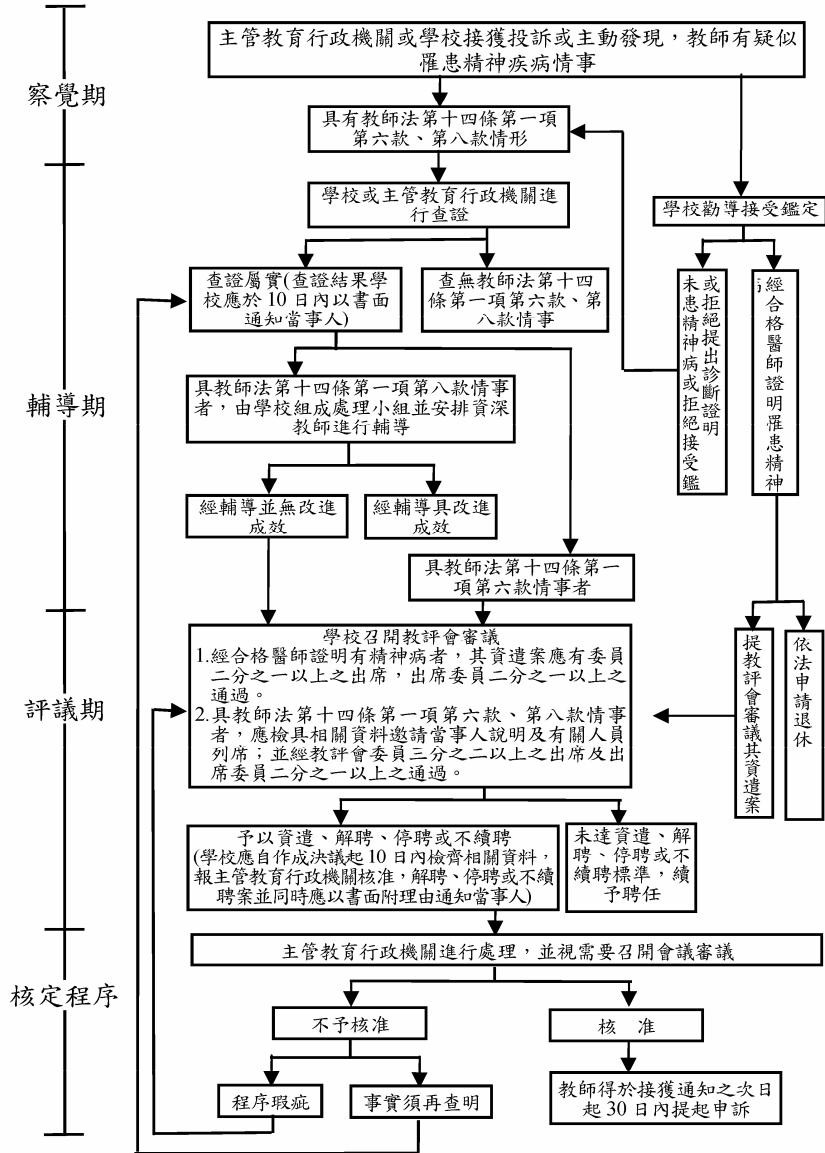 主管教育行政機關或學校接獲投訴或主動發現，教師有疑似
罹患精神疾病情事
察覺期
具有教師法第十四條第一項
第六款、第八款情形
學校或主管教育行政機關進
行查證
學校勸導接受鑑定
查證屬實(查證結果學
校應於 10 日內以書面
通知當事人)
查無教師法第十四
條第一項第六款、第
八款情事
未患精神病或拒絕接受鑑
或拒絕提出診斷證明
經合格醫師證明罹患精神
輔導期
具教師法第十四條第一項第八款情事
者，由學校組成處理小組並安排資深
教師進行輔導
經輔導並無改進
成效
經輔導具改進
成效
具教師法第十四條第一
項第六款情事者
評議期
學校召開教評會審議
1.經合格醫師證明有精神病者，其資遣案應有委員
二分之一以上之出席，出席委員二分之一以上之
通過。
2.具教師法第十四條第一項第六款、第八款情事
者，應檢具相關資料邀請當事人說明及有關人員
列席；並經教評會委員三分之二以上之出席及出
席委員二分之一以上之通過。
提教評會審議其資遣案
依法申請退休
予以資遣、解聘、停聘或不續聘
(學校應自作成決議起 10 日內檢齊相關資料，
報主管教育行政機關核准，解聘、停聘或不續
聘案並同時應以書面附理由通知當事人)
未達資遣、解
聘、停聘或不
續聘標準，續
予聘任
核定程序
主管教育行政機關進行處理，並視需要召開會議審議
不予核准
核 准
程序瑕疵
事實須再查明
教師得於接獲通知之次日
起 30 日內提起申訴